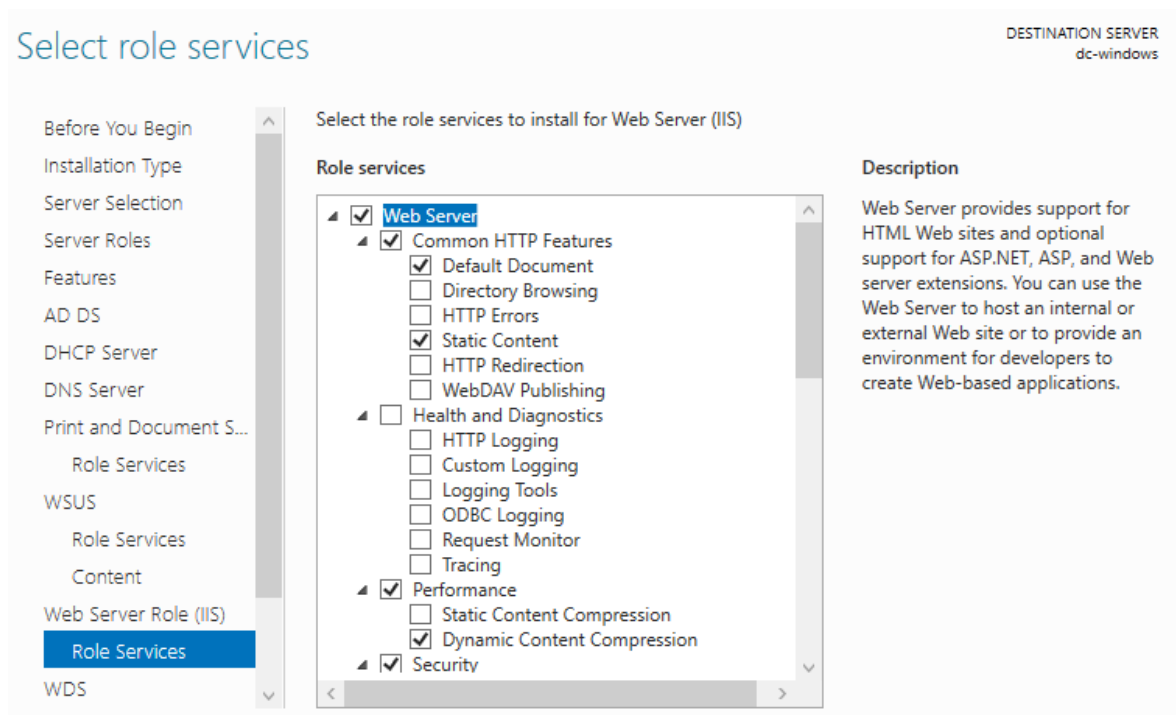 Select role services
DESTINATION SERVER
dc-windows
Before You Begin
Installation Type
Server Selection
Server Roles
Features
AD DS
DHCP Server
DNS Server
Print and Document S...
Role Services
WSUS
Role Services
Content
Web Server Role (IIS)
Role Services
WDS
Select the role services to install for Web Server (IIS)
Role services
Web Server
Common HTTP Features
Default Document
Directory Browsing
HTTP Errors
Static Content
HTTP Redirection
WebDAV Publishing
Health and Diagnostics
HTTP Logging
Custom Logging
Logging Tools
ODBC Logging
Request Monitor
Tracing
Performance
Static Content Compression
Dynamic Content Compression
Security
Description
Web Server provides support for
HTML Web sites and optional
support for ASP.NET, ASP, and Web
server extensions. You can use the
Web Server to host an internal or
external Web site or to provide an
environment for developers to
create Web-based applications.